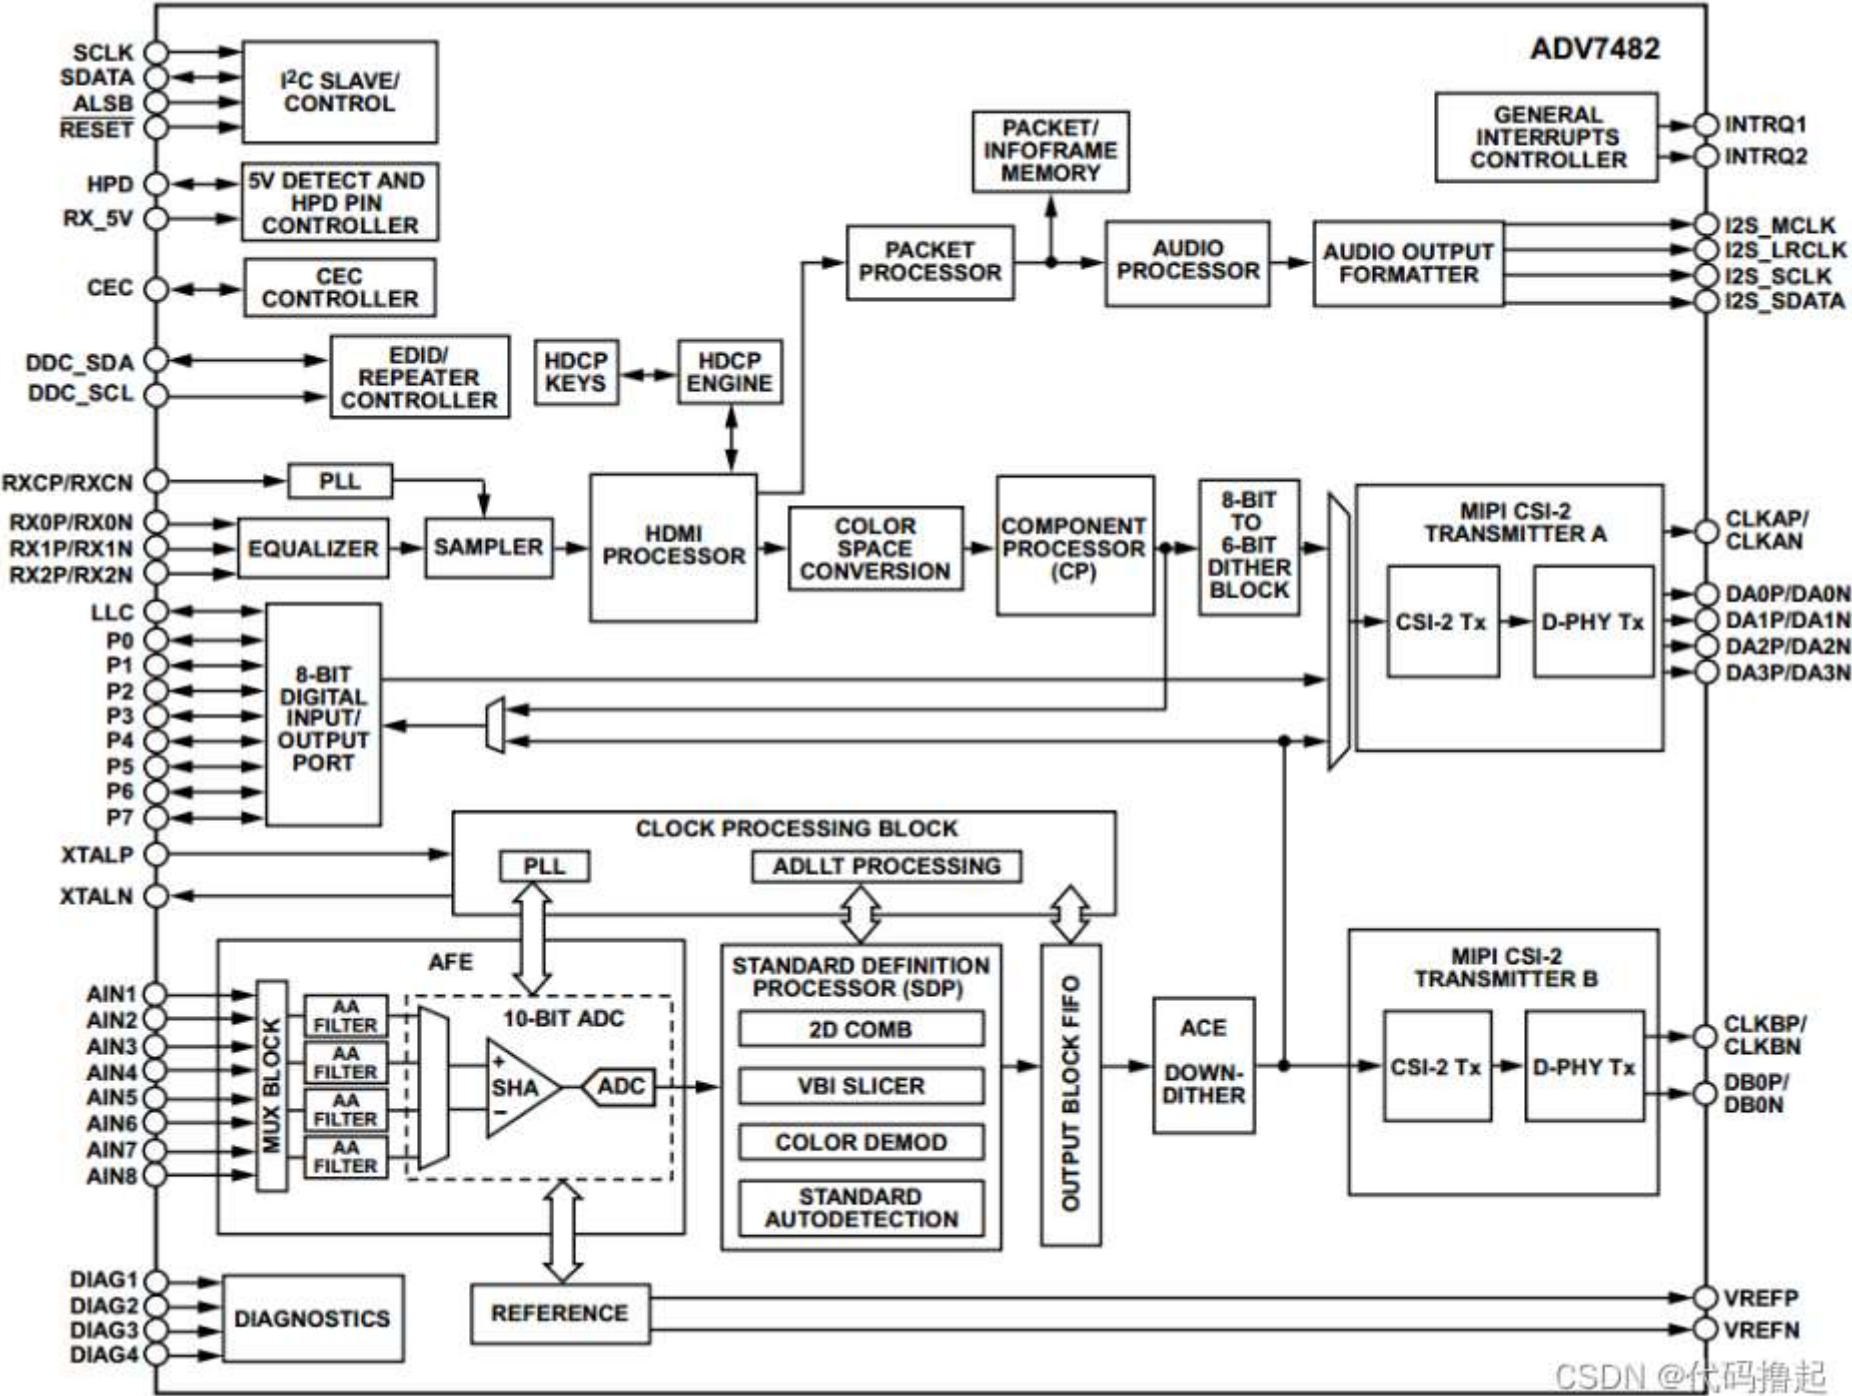 ADV7482
SCLK
SDATA
ALSB
RESET
I2C SLAVE/
CONTROL
HPD
RX_5V
5V DETECT AND
HPD PIN
CONTROLLER
CEC
CEC
CONTROLLER
DDC_SDA
DDC_SCL
EDID/
REPEATER
CONTROLLER
HDCP
KEYS
HDCP
ENGINE
PACKET/
INFOFRAME
MEMORY
PACKET
PROCESSOR
AUDIO
PROCESSOR
AUDIO OUTPUT
FORMATTER
GENERAL
INTERRUPTS
CONTROLLER
INTRQ1
INTRQ2
I2S_MCLK
I2S_LRCLK
I2S_SCLK
I2S_SDATA
RXCP/RXCN
PLL
RX0P/RX0N
RX1P/RX1N
RX2P/RX2N
EQUALIZER
SAMPLER
HDMI
PROCESSOR
COLOR
SPACE
CONVERSION
COMPONENT
PROCESSOR
(CP)
8-BIT
TO
6-BIT
DITHER
BLOCK
MIPI CSI-2
TRANSMITTER A
CSI-2 Tx
D-PHY Tx
CLKAP/
CLKAN
DA0P/DA0N
DA1P/DA1N
DA2P/DA2N
DA3P/DA3N
LLC
P0
P1
P2
P3
P4
P5
P6
P7
8-BIT
DIGITAL
INPUT/
OUTPUT
PORT
XTALP
XTALN
CLOCK PROCESSING BLOCK
PLL
ADLLT PROCESSING
AFE
AIN1
AIN2
AIN3
AIN4
AIN5
AIN6
AIN7
AIN8
MUX BLOCK
AA
FILTER
AA
FILTER
AA
FILTER
AA
FILTER
10-BIT ADC
+
SHA
−
ADC
STANDARD DEFINITION
PROCESSOR (SDP)
2D COMB
VBI SLICER
COLOR DEMOD
STANDARD
AUTODETECTION
OUTPUT BLOCK FIFO
ACE
DOWN-
DITHER
MIPI CSI-2
TRANSMITTER B
CSI-2 Tx
D-PHY Tx
CLKBP/
CLKBN
DB0P/
DB0N
DIAG1
DIAG2
DIAG3
DIAG4
DIAGNOSTICS
REFERENCE
VREFP
VREFN
CSDN @代码撸起